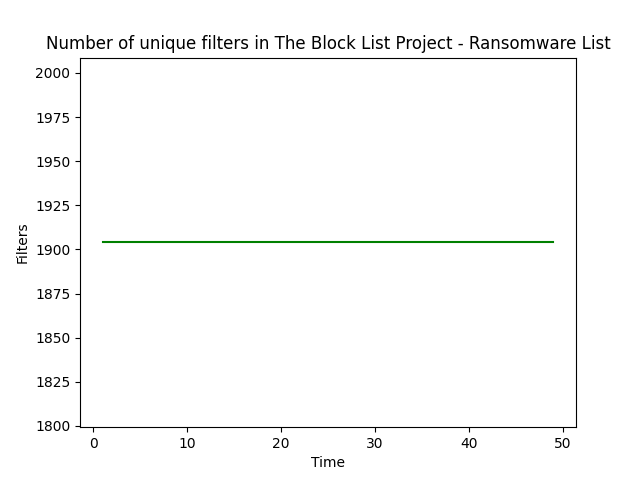 Number of unique filters in The Block List Project - Ransomware List
2000
1975
1950
1925
1900
1875
1850
1825
1800
Filters
0 10 20 30 40 50
Time